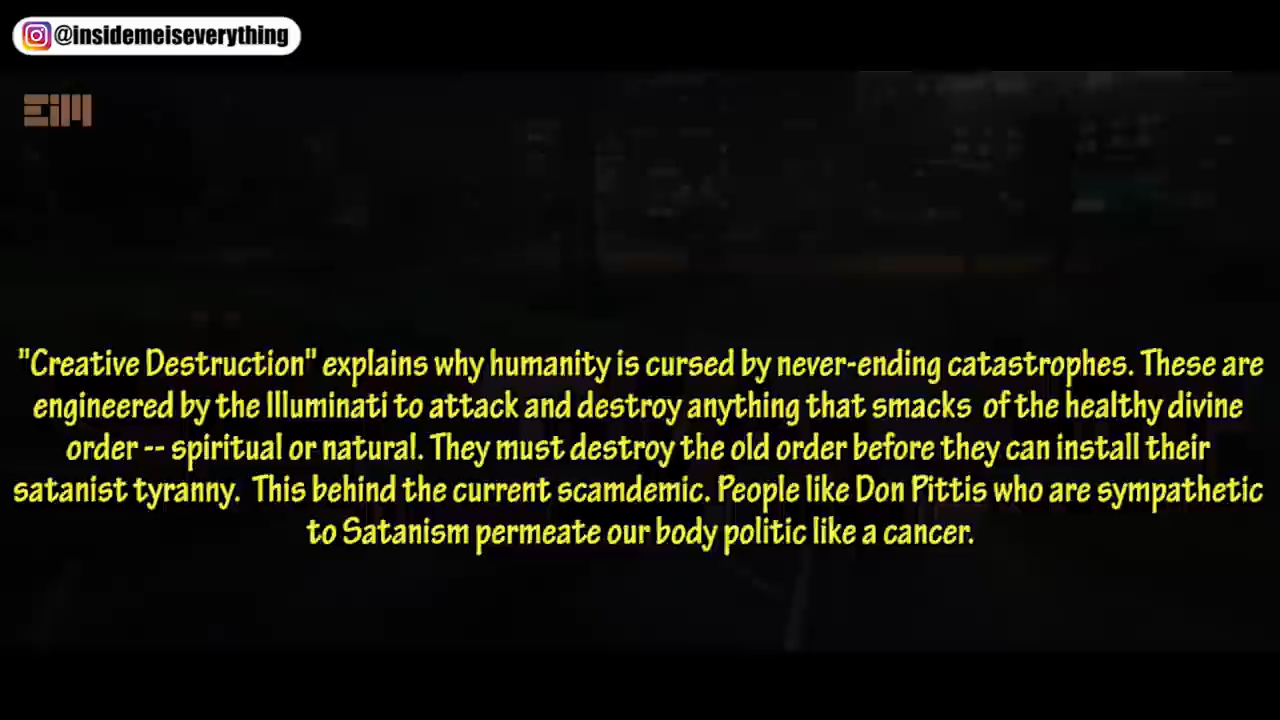 @insidemeiseverything
EiM
"Creative Destruction" explains why humanity is cursed by never-ending catastrophes. These are
engineered by the Illuminati to attack and destroy anything that smacks  of the healthy divine
order -- spiritual or natural. They must destroy the old order before they can install their
satanist tyranny.  This behind the current scamdemic. People like Don Pittis who are sympathetic
to Satanism permeate our body politic like a cancer.